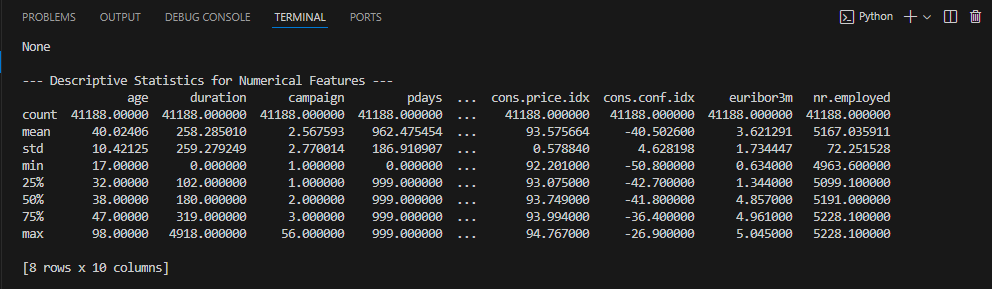 PROBLEMS OUTPUT DEBUG CONSOLE TERMINAL PORTS Python
None
--- Descriptive Statistics for Numerical Features ---
age duration campaign pdays ... cons.price.idx cons.conf.idx euribor3m nr.employed
count 41188.00000 41188.000000 41188.000000 41188.000000 ... 41188.000000 41188.000000 41188.000000 41188.000000
mean 40.02406 258.285010 2.567593 962.475454 ... 93.575664 -40.502600 3.621291 5167.035911
std 10.42125 259.279249 2.770014 186.910907 ... 0.578840 4.628198 1.734447 72.251528
min 17.00000 0.000000 1.000000 0.000000 ... 92.201000 -50.800000 0.634000 4963.600000
25% 32.00000 102.000000 1.000000 999.000000 ... 93.075000 -42.700000 1.344000 5099.100000
50% 38.00000 180.000000 2.000000 999.000000 ... 93.749000 -41.800000 4.857000 5191.000000
75% 47.00000 319.000000 3.000000 999.000000 ... 93.994000 -36.400000 4.961000 5228.100000
max 98.00000 4918.000000 56.000000 999.000000 ... 94.767000 -26.900000 5.045000 5228.100000
[8 rows x 10 columns]